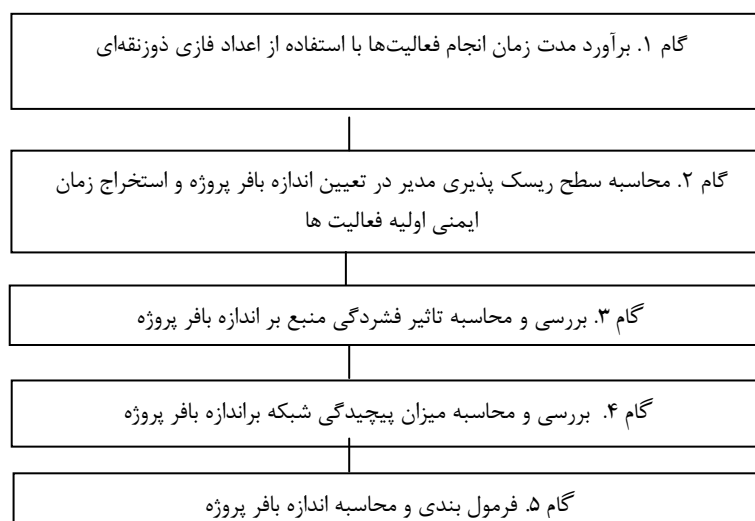 گام ۱. برآورد مدت زمان انجام فعالیت‌ها با استفاده از اعداد فازی ذوزنقه‌ای
گام ۲. محاسبه سطح ریسک پذیری مدیر در تعیین اندازه بافر پروژه و استخراج زمان
ایمنی اولیه فعالیت ها
گام ۳. بررسی و محاسبه تاثیر فشردگی منبع بر اندازه بافر پروژه
گام ۴. بررسی و محاسبه میزان پیچیدگی شبکه براندازه بافر پروژه
گام ۵. فرمول بندی و محاسبه اندازه بافر پروژه